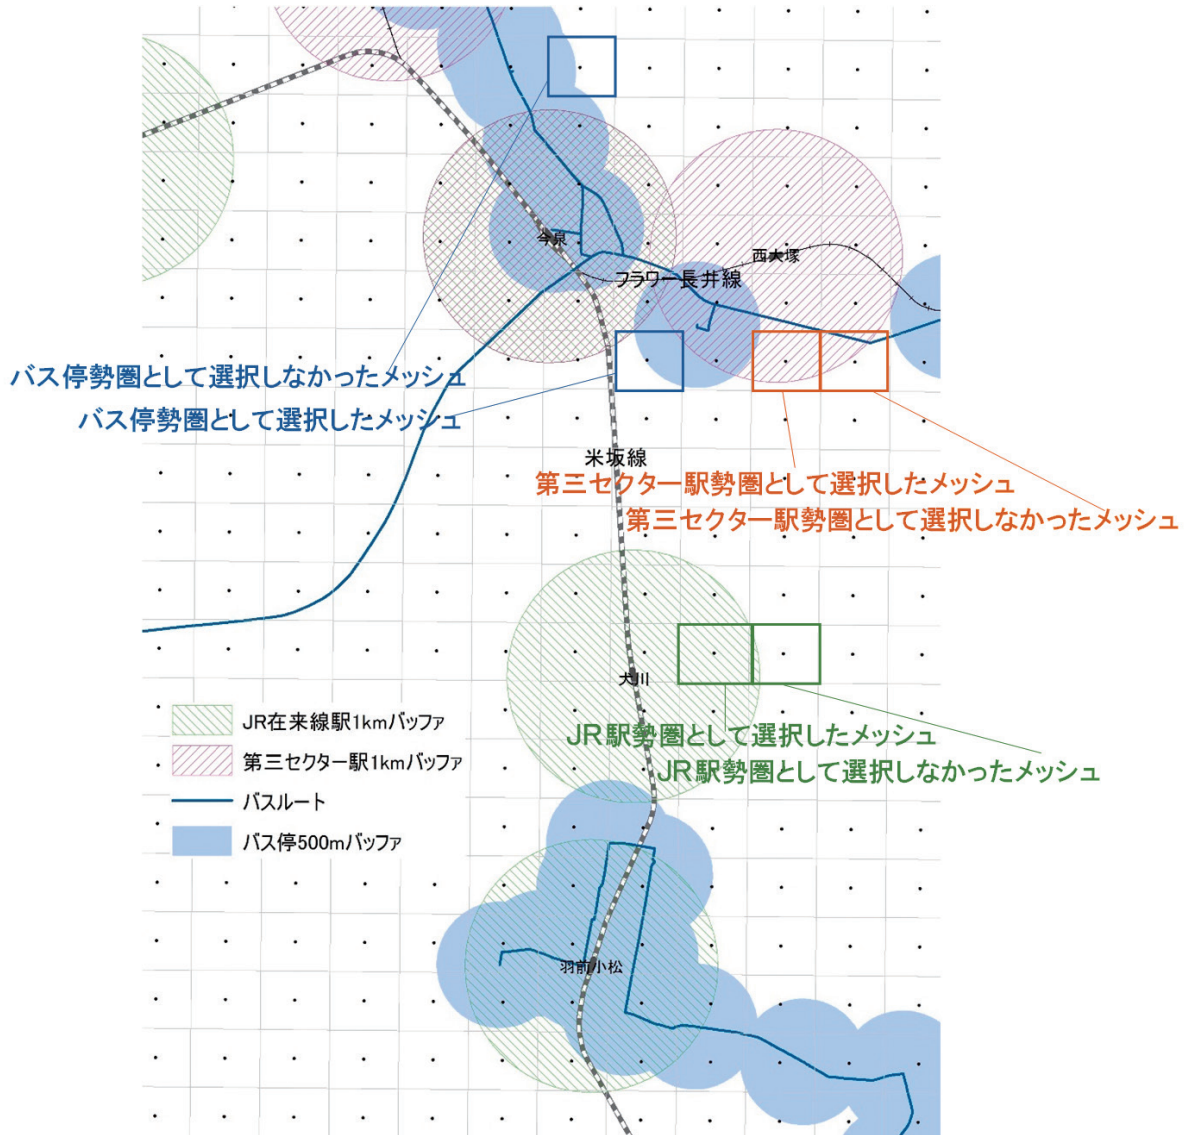 今泉
西大塚
フラワー長井線
バス停勢圏として選択しなかったメッシュ
バス停勢圏として選択したメッシュ
米坂線
第三セクター駅勢圏として選択したメッシュ
第三セクター駅勢圏として選択しなかったメッシュ
犬川
JR駅勢圏として選択したメッシュ
JR駅勢圏として選択しなかったメッシュ
JR在来線駅1kmバッファ
第三セクター駅1kmバッファ
バスルート
バス停500mバッファ
羽前小松